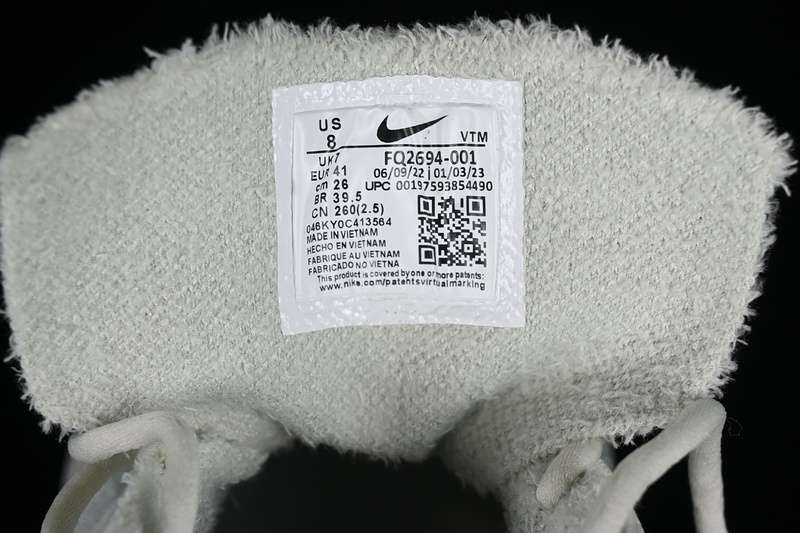 US
8
VTM
UK 7
FQ2694-001
EUR 41
06/09/22 | 01/03/23
cm 26
UPC 00197593854490
BR 39.5
CN 260(2.5)
046KY0C413564
MADE IN VIETNAM
HECHO EN VIETNAM
FABRIQUE AU VIETNAM
FABRICADO NO VIETNA
This product is covered by one or more patents:
www.nike.com/patentsvirtualmarking